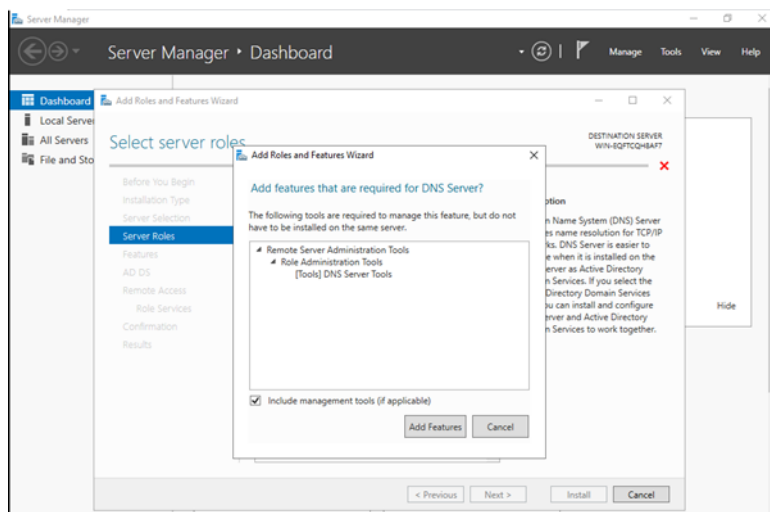 Server Manager
Server Manager • Dashboard
Manage Tools View Help
Dashboard
Local Server
All Servers
File and Sto
Add Roles and Features Wizard
Select server roles
DESTINATION SERVER
WIN-EQFTCQH8AF7
Before You Begin
Installation Type
Server Selection
Server Roles
Features
AD DS
Remote Access
Role Services
Confirmation
Results
Add Roles and Features Wizard
Add features that are required for DNS Server?
The following tools are required to manage this feature, but do not
have to be installed on the same server.
Remote Server Administration Tools
Role Administration Tools
[Tools] DNS Server Tools
Include management tools (if applicable)
Add Features Cancel
ption
n Name System (DNS) Server
es name resolution for TCP/IP
ks. DNS Server is easier to
e when it is installed on the
erver as Active Directory
n Services. If you select the
Directory Domain Services
ou can install and configure
erver and Active Directory
n Services to work together.
Hide
< Previous Next > Install Cancel